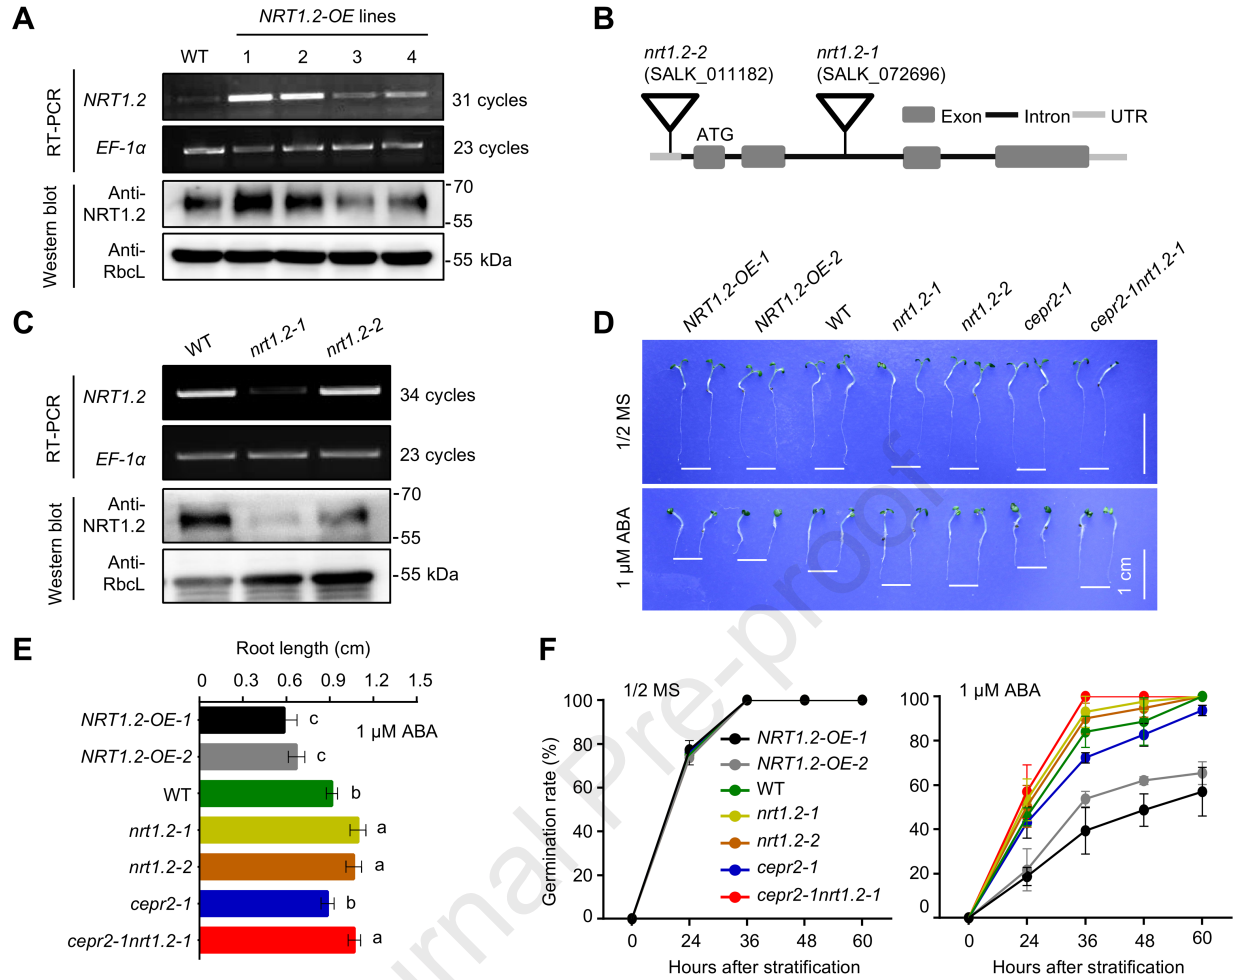 A
NRT1.2-OE lines
WT 1 2 3 4
RT-PCR
NRT1.2
31 cycles
EF-1α
23 cycles
Western blot
Anti-
NRT1.2
-70
-55
Anti-
RbcL
-55 kDa
B
nrt1.2-2
(SALK_011182)
nrt1.2-1
(SALK_072696)
ATG
Exon Intron UTR
C
WT nrt1.2-1 nrt1.2-2
RT-PCR
NRT1.2
34 cycles
EF-1α
23 cycles
Western blot
Anti-
NRT1.2
-70
-55
Anti-
RbcL
-55 kDa
D
NRT1.2-OE-1 NRT1.2-OE-2 WT nrt1.2-1 nrt1.2-2 cepr2-1 cepr2-1nrt1.2-1
1/2 MS
1 µM ABA
1 cm
E
Root length (cm)
0 0.3 0.6 0.9 1.2 1.5
1 µM ABA
NRT1.2-OE-1 c
NRT1.2-OE-2 c
WT b
nrt1.2-1 a
nrt1.2-2 a
cepr2-1 b
cepr2-1nrt1.2-1 a
F
Germination rate (%)
1/2 MS
100
80
60
40
20
0
0 24 36 48 60
Hours after stratification
NRT1.2-OE-1
NRT1.2-OE-2
WT
nrt1.2-1
nrt1.2-2
cepr2-1
cepr2-1nrt1.2-1
1 µM ABA
100
80
60
40
20
0
0 24 36 48 60
Hours after stratification
urnal Pre-proof